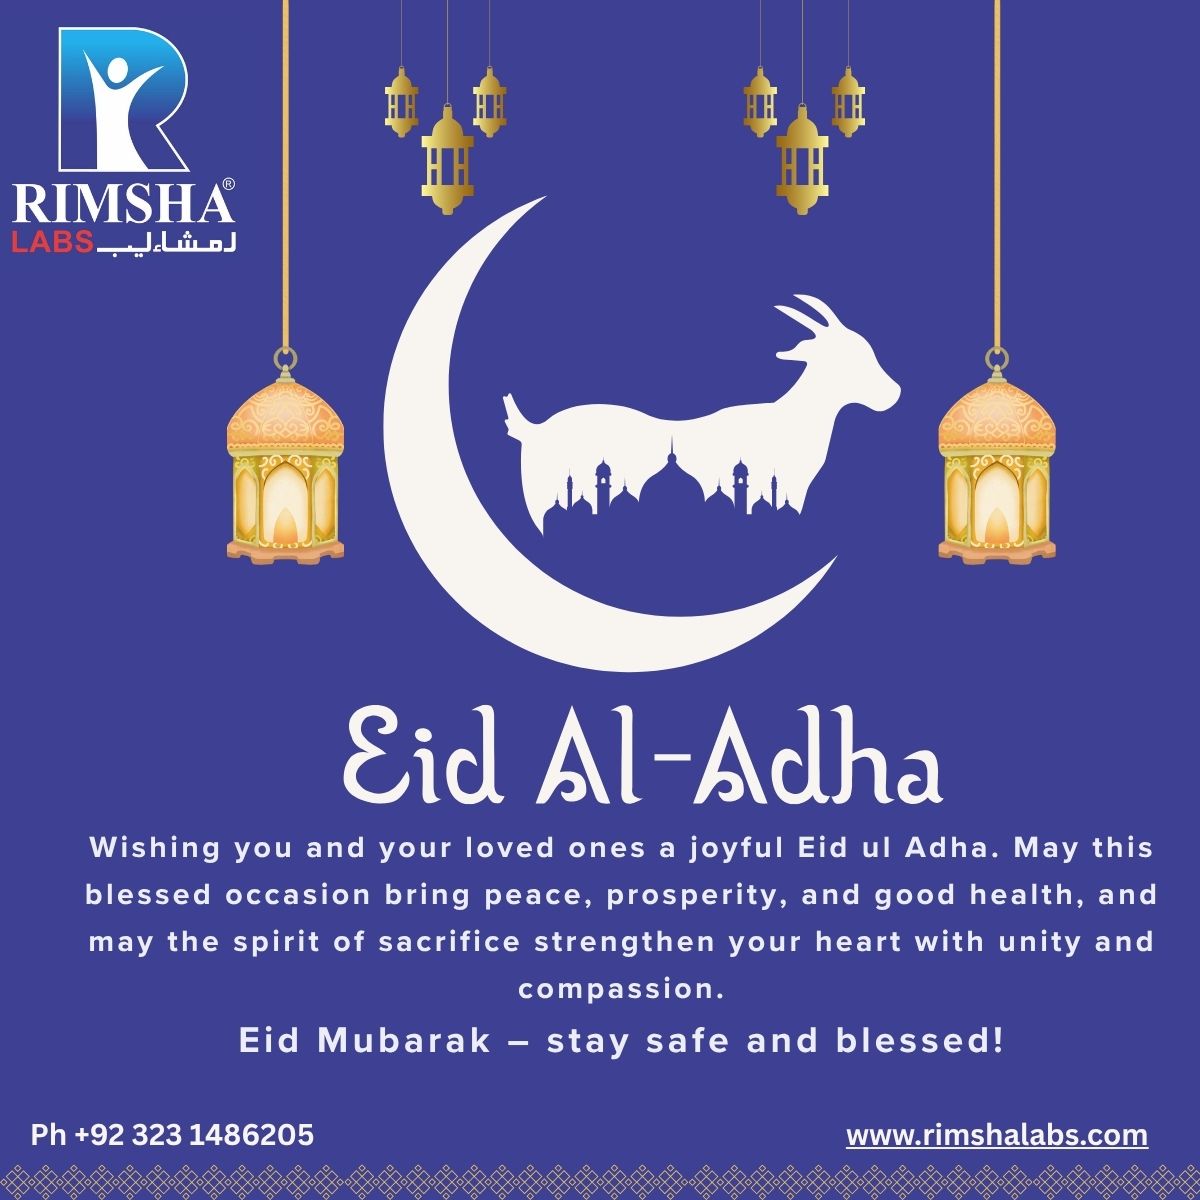 RIMSHA®
LABS رمشاءلیب
Eid Al-Adha
Wishing you and your loved ones a joyful Eid ul Adha. May this
blessed occasion bring peace, prosperity, and good health, and
may the spirit of sacrifice strengthen your heart with unity and
compassion.
Eid Mubarak – stay safe and blessed!
Ph +92 323 1486205
www.rimshalabs.com